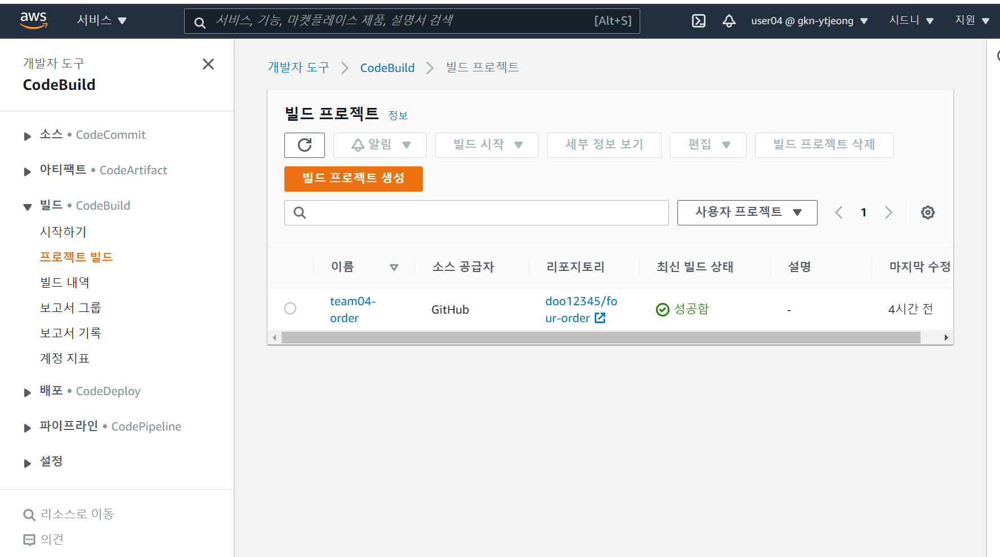 aws
서비스
서비스, 기능, 마켓플레이스 제품, 설명서 검색
[Alt+S]
user04 @ gkn-ytjeong
시드니
지원
개발자 도구
CodeBuild
소스 • CodeCommit
아티팩트 • CodeArtifact
빌드 • CodeBuild
시작하기
프로젝트 빌드
빌드 내역
보고서 그룹
보고서 기록
계정 지표
배포 • CodeDeploy
파이프라인 • CodePipeline
설정
리소스로 이동
의견
개발자 도구
CodeBuild
빌드 프로젝트
빌드 프로젝트 정보
알림
빌드 시작
세부 정보 보기
편집
빌드 프로젝트 삭제
빌드 프로젝트 생성
사용자 프로젝트
1
이름
소스 공급자
리포지토리
최신 빌드 상태
설명
마지막 수정
team04-
order
GitHub
doo12345/fo
ur-order
성공함
-
4시간 전